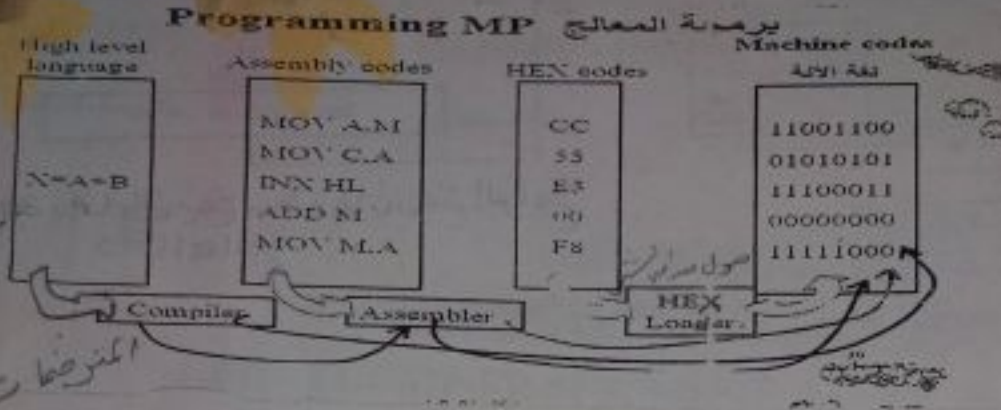 Programming MP برمجة المعالج
High level language
Assembly codes
HEX codes
Machine codes
لغة الآلة
X=A+B
MOV A.M
MOV C.A
INX HL
ADD M
MOV M.A
CC
55
E3
00
F8
11001100
01010101
11100011
00000000
11111000
Compiler
Assembler
HEX
Loader